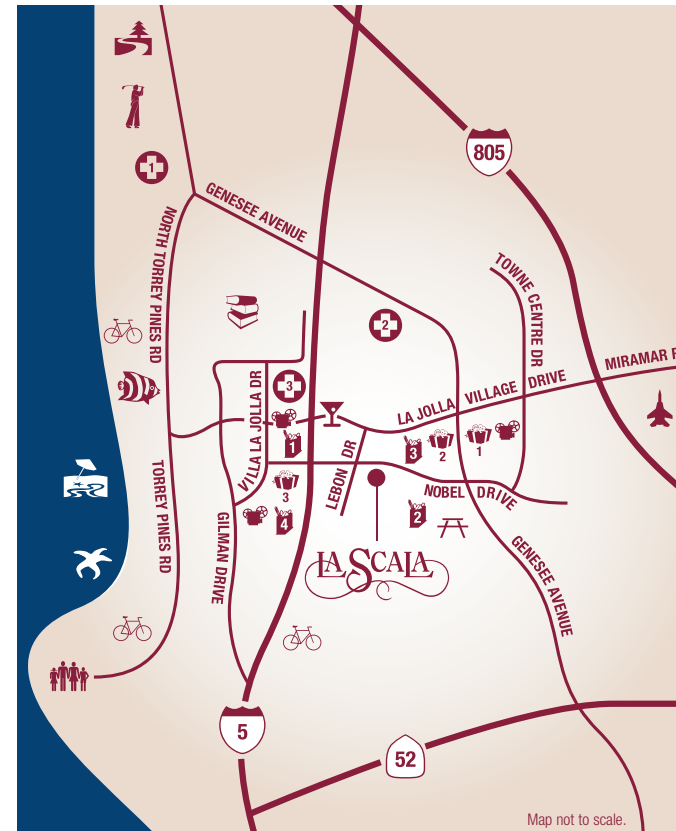 805
1
GENESEE AVENUE
NORTH TORREY PINES RD
TOWNE CENTRE DR
2
MIRAMAR R
3
VILLA LA JOLLA DR
LA JOLLA VILLAGE DRIVE
1
3
2
1
LEBON DR
3
NOBEL DRIVE
2
4
TORREY PINES RD
GILMAN DRIVE
GENESEE AVENUE
LA SCALA
5
52
Map not to scale.